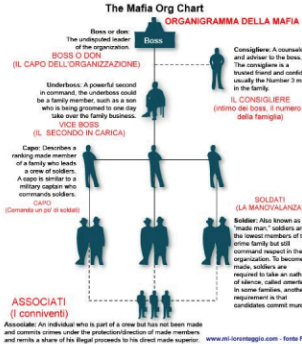 The Mafia Org Chart
ORGANIGRAMMA DELLA MAFIA
Boss or don:
The undisputed leader
of the organization.
Boss
BOSS O DON
(IL CAPO DELL'ORGANIZZAZIONE)
Consigliere: A counselo
and adviser to the boss.
The consigliere is a
trusted friend and confid
usually the Number 3 m
in the family.
IL CONSIGLIERE
(intimo dei boss, il numero
della famiglia)
Underboss: A powerful second
in command, the underboss could
be a family member, such as a son
who is being groomed to one day
take over the family business.
VICE BOSS
(IL SECONDO IN CARICA)
Capo: Describes a
ranking made member
of a family who leads
a crew of soldiers.
A capo is similar to a
military captain who
commands soldiers.
CAPO
(Comanda un po' di soldati)
SOLDATI
(LA MANOVALANZA
Soldier: Also known as
"made man," soldiers are
the lowest members of t
crime family but still
command respect in the
organization. To become
made, soldiers are
required to take an oath
of silence, called omerta
In some families, anothe
requirement is that
candidates commit murd
ASSOCIATI
(I conniventi)
Associate: An individual who is part of a crew but has not been made
and commits crimes under the protection/direction of made members
and remits a share of his illegal proceeds to his direct made superior.
www.mi-lorenteggio.com - fonte f